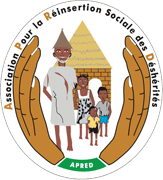 Association Pour la Réinsertion Sociale des Déshérités
APRED